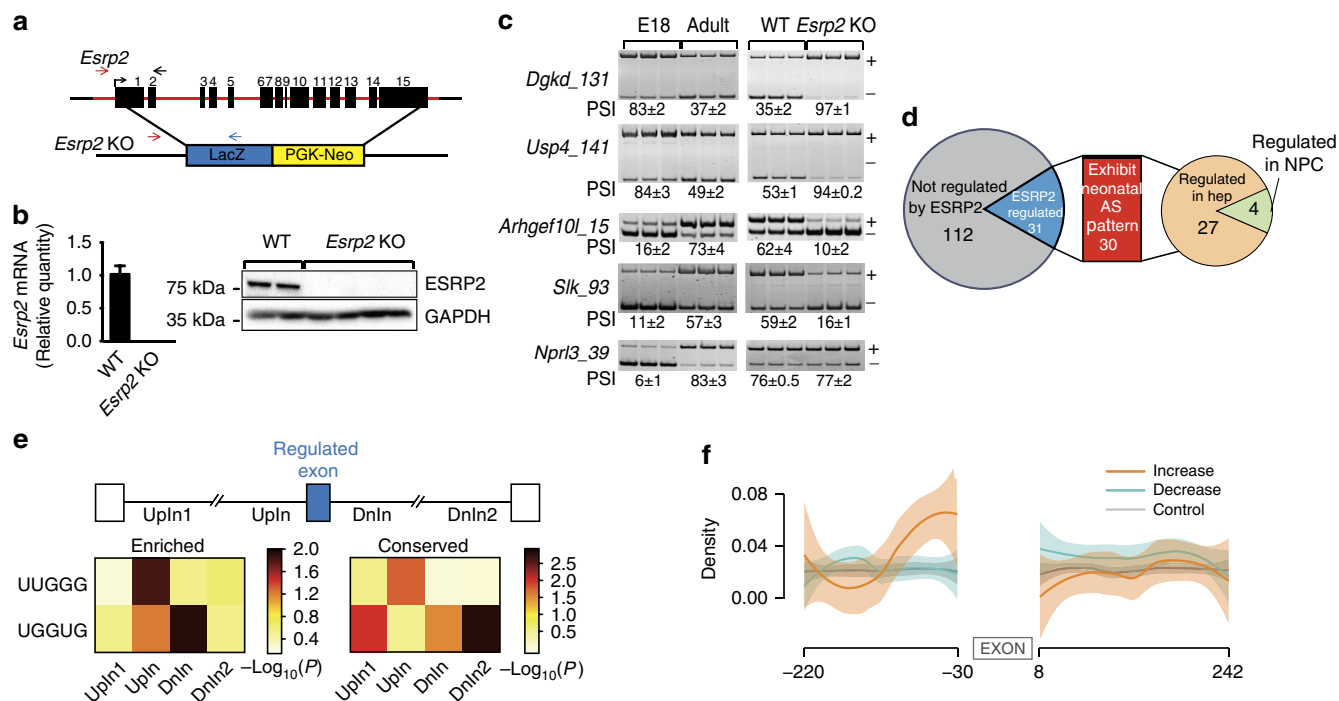 a
Esrp2
1 2 3 4 5 6 7 8 9 10 11 12 13 14 15
Esrp2 KO
LacZ
PGK-Neo
b
Esrp2 mRNA
(Relative quantity)
1.5
1.0
0.5
0.0
WT
Esrp2 KO
WT
Esrp2 KO
75 kDa
35 kDa
ESRP2
GAPDH
c
E18 Adult WT Esrp2 KO
Dgkd_131
+
–
PSI 83±2 37±2 35±2 97±1
Usp4_141
+
–
PSI 84±3 49±2 53±1 94±0.2
Arhgef10l_15
+
–
PSI 16±2 73±4 62±4 10±2
Slk_93
+
–
PSI 11±2 57±3 59±2 16±1
Nprl3_39
+
–
PSI 6±1 83±3 76±0.5 77±2
d
Not regulated
by ESRP2
112
ESRP2
regulated
31
Exhibit
neonatal
AS
pattern
30
Regulated
in hep
27
4
Regulated
in NPC
e
Regulated
exon
UpIn1 UpIn DnIn DnIn2
Enriched
UUGGG
UGGUG
UpIn1 UpIn DnIn DnIn2
2.0
1.6
1.2
0.8
0.4
–Log10(P)
Conserved
UpIn1 UpIn DnIn DnIn2
2.5
2.0
1.5
1.0
0.5
–Log10(P)
f
Increase
Decrease
Control
Density
0.08
0.04
0.00
–220 –30 EXON 8 242